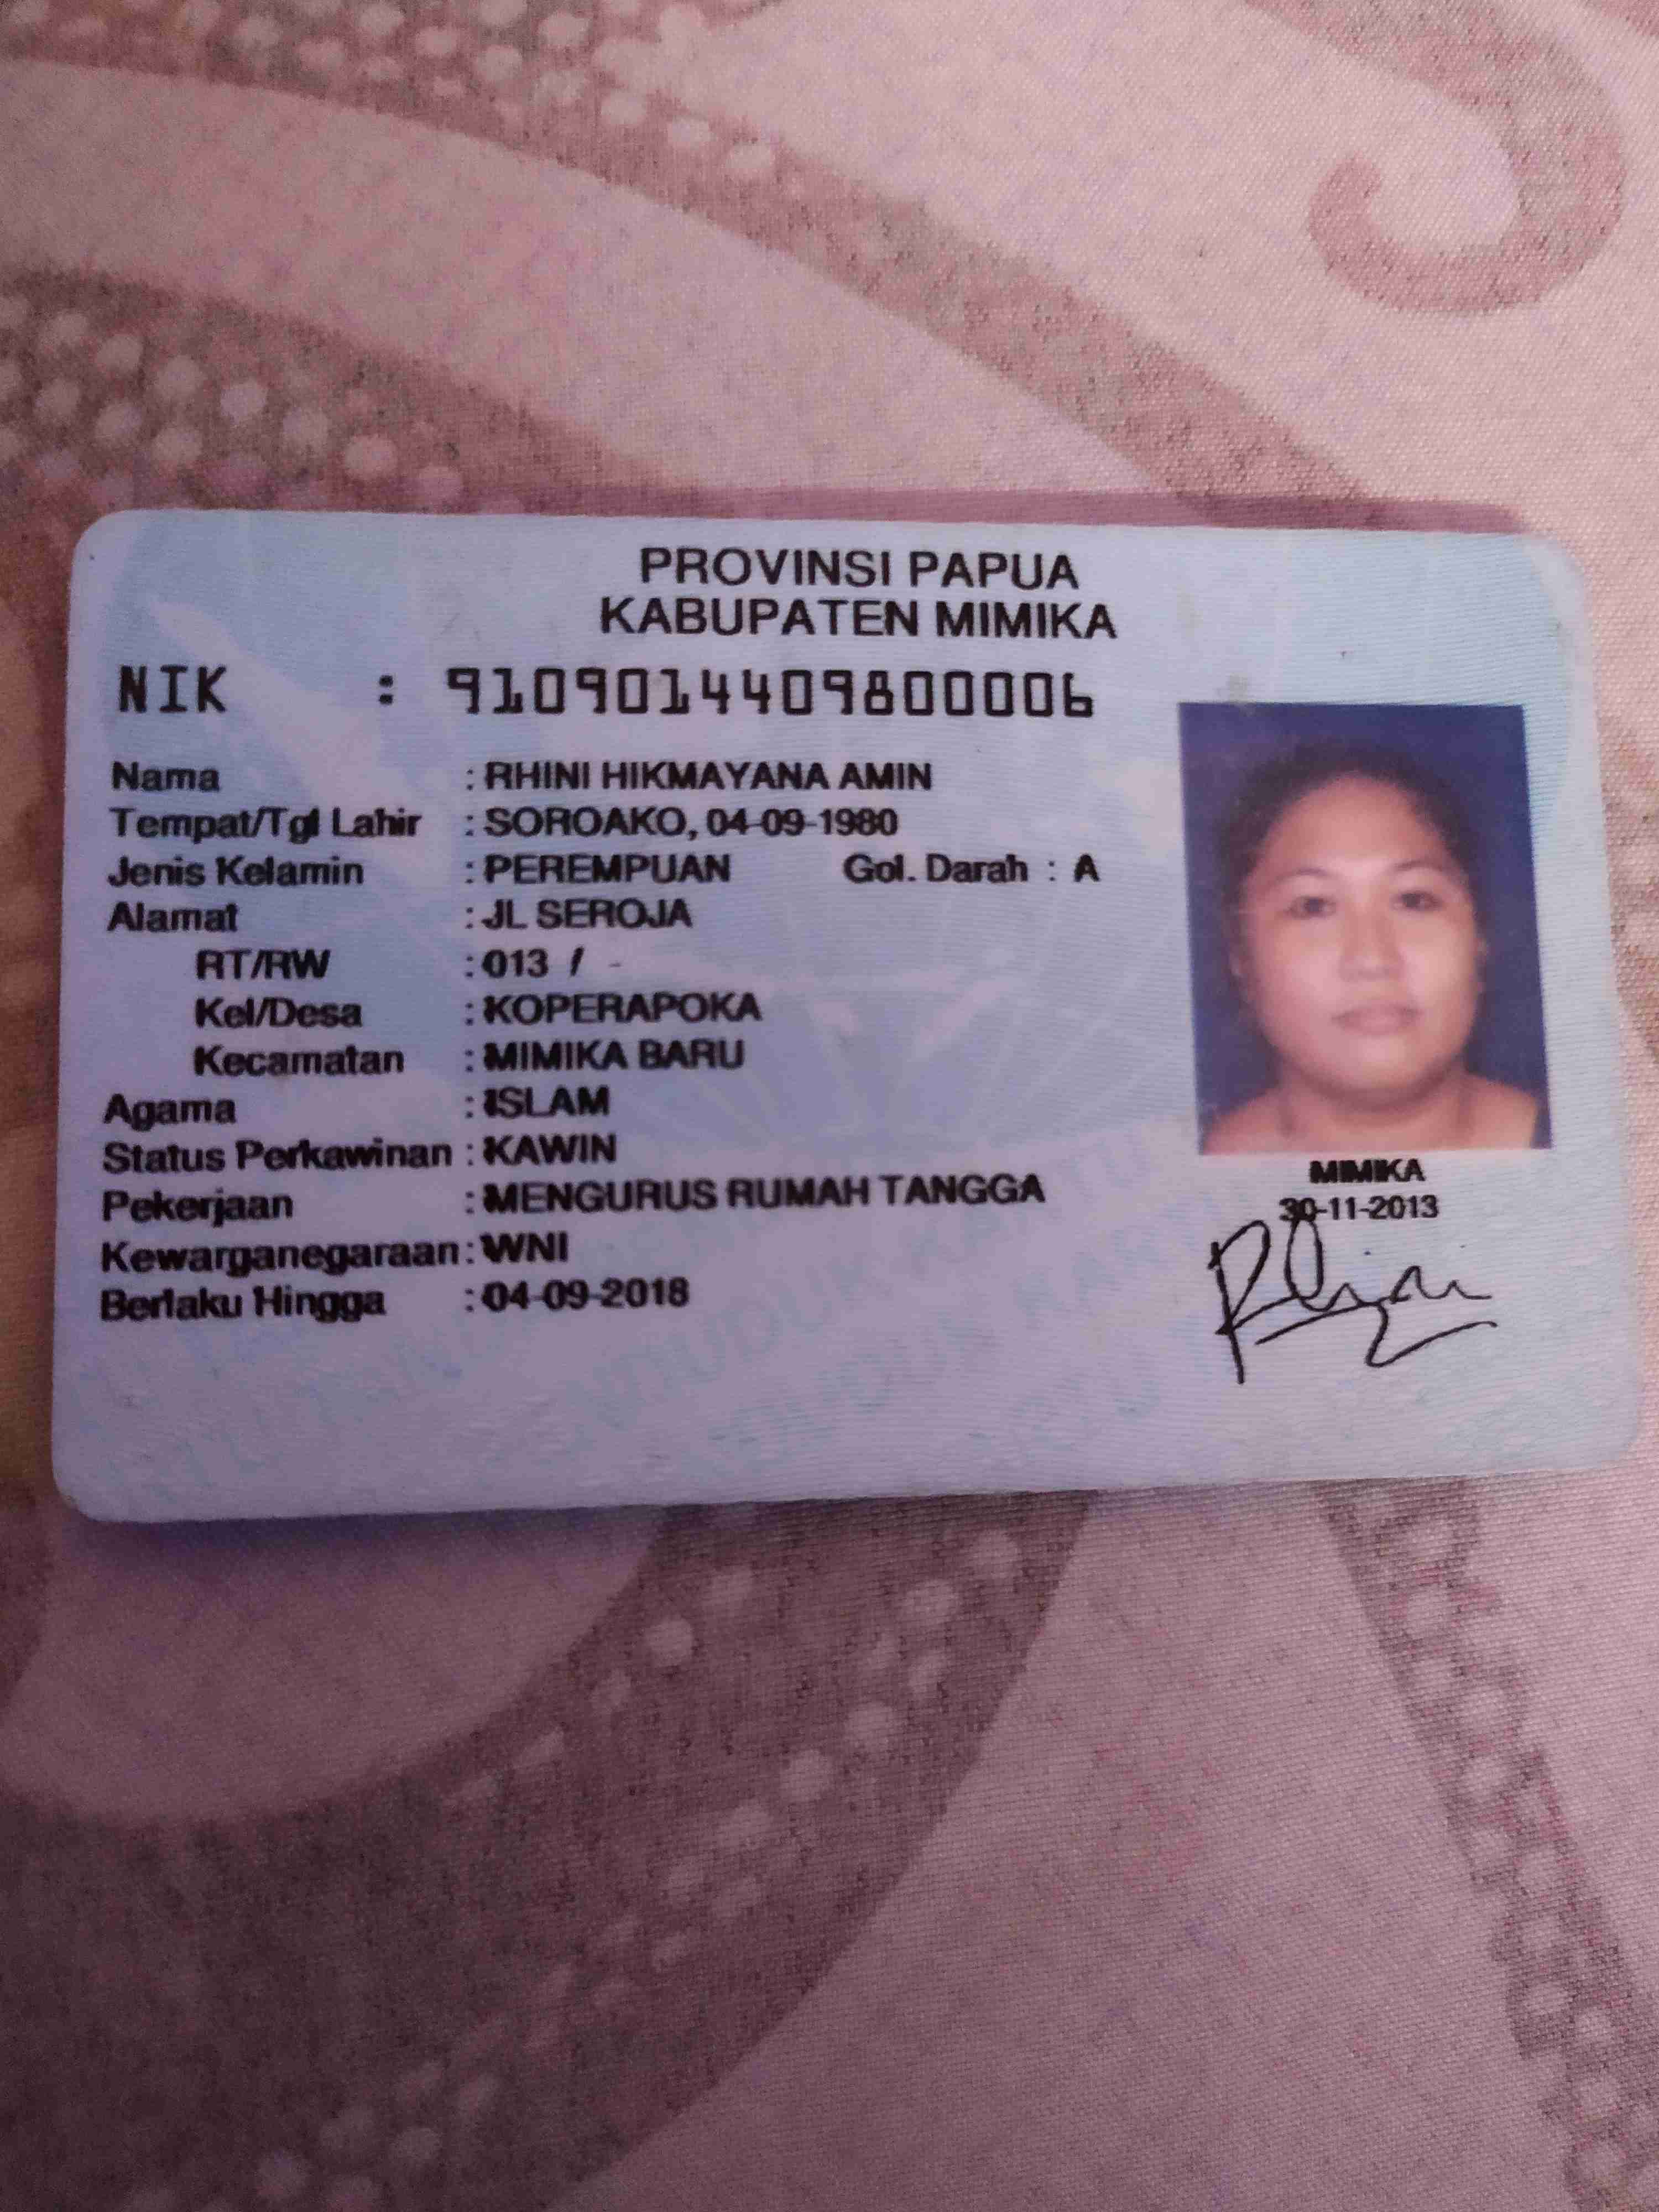 PROVINSI PAPUA
KABUPATEN MIMIKA
NIK : 9109014409800006
Nama : RHINI HIKMAYANA AMIN
Tempat/Tgl Lahir : SOROAKO, 04-09-1980
Jenis Kelamin : PEREMPUAN Gol. Darah : A
Alamat : JL SEROJA
RT/RW : 013 / -
Kel/Desa : KOPERAPOKA
Kecamatan : MIMIKA BARU
Agama : ISLAM
Status Perkawinan : KAWIN
Pekerjaan : MENGURUS RUMAH TANGGA
Kewarganegaraan : WNI
Berlaku Hingga : 04-09-2018
MIMIKA
30-11-2013